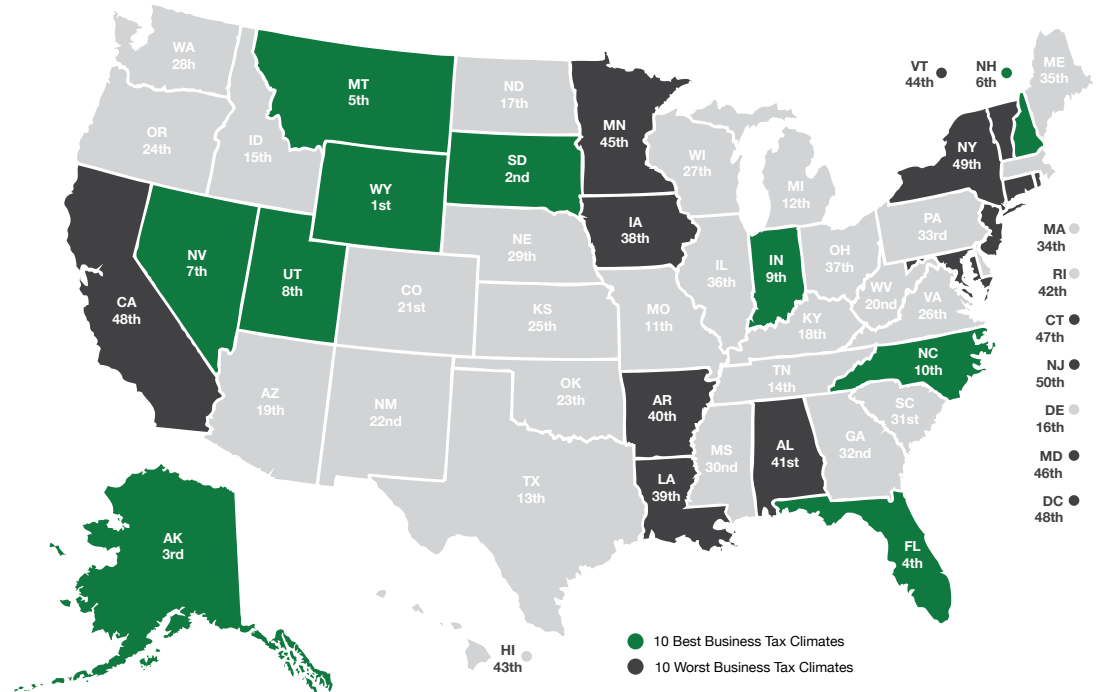 WA
28h
MT
5th
ND
17th
MN
45th
VT
44th
NH
6th
ME
35th
OR
24th
ID
15th
SD
2nd
WI
27th
NY
49th
WY
1st
MI
12th
NV
7th
UT
8th
NE
29th
IA
38th
PA
33rd
MA
34th
CA
48th
CO
21st
IL
36th
IN
9th
OH
37th
WV
20nd
VA
26th
RI
42th
KS
25th
MO
11th
KY
18th
CT
47th
NC
10th
NJ
50th
AZ
19th
NM
22nd
OK
23th
AR
40th
TN
14th
SC
31st
DE
16th
TX
13th
LA
39th
MS
30nd
AL
41st
GA
32nd
MD
46th
DC
48th
AK
3rd
FL
4th
HI
43th
10 Best Business Tax Climates
10 Worst Business Tax Climates